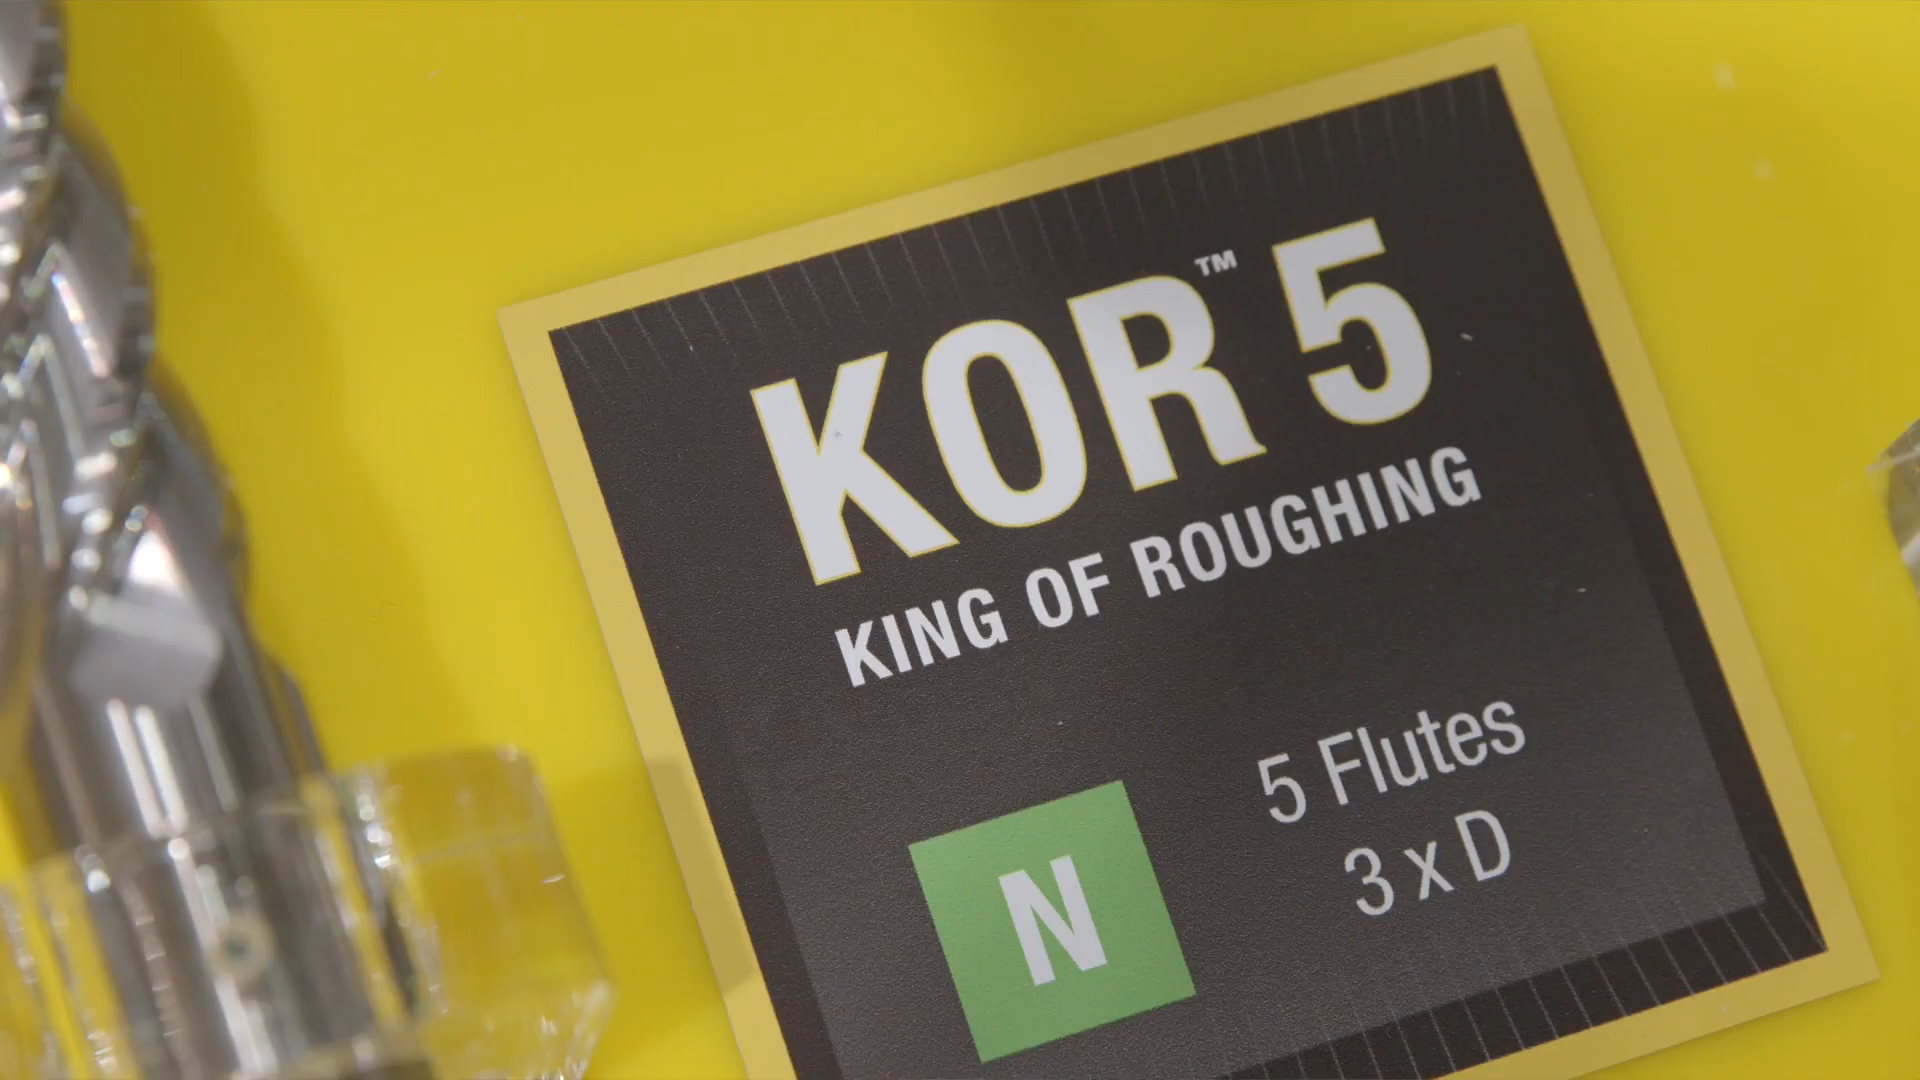 KOR™ 5
KING OF ROUGHING
N
5 Flutes
3 x D